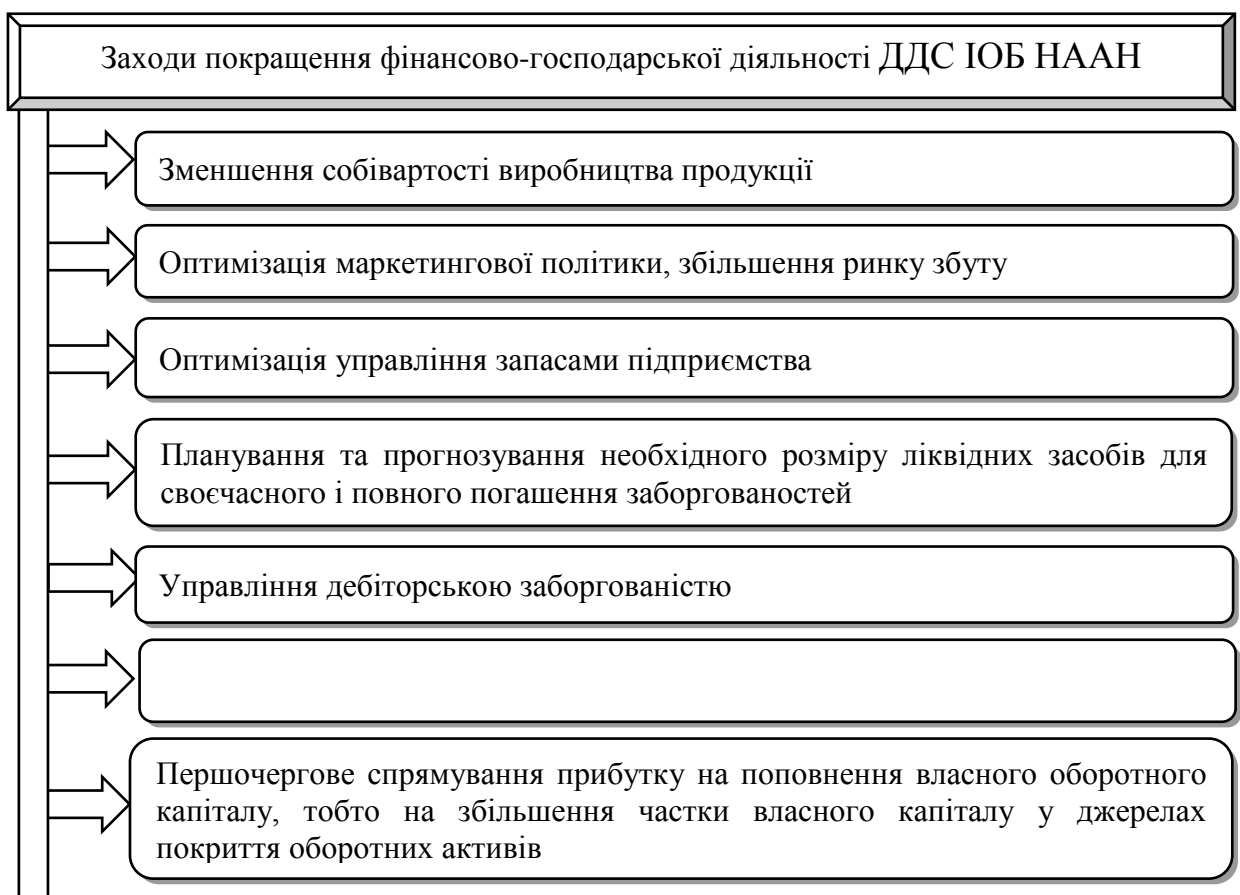 Заходи покращення фінансово-господарської діяльності ДДС ІОБ НААН
Зменшення собівартості виробництва продукції
Оптимізація маркетингової політики, збільшення ринку збуту
Оптимізація управління запасами підприємства
Планування та прогнозування необхідного розміру ліквідних засобів для
своєчасного і повного погашення заборгованостей
Управління дебіторською заборгованістю
Першочергове спрямування прибутку на поповнення власного оборотного
капіталу, тобто на збільшення частки власного капіталу у джерелах
покриття оборотних активів